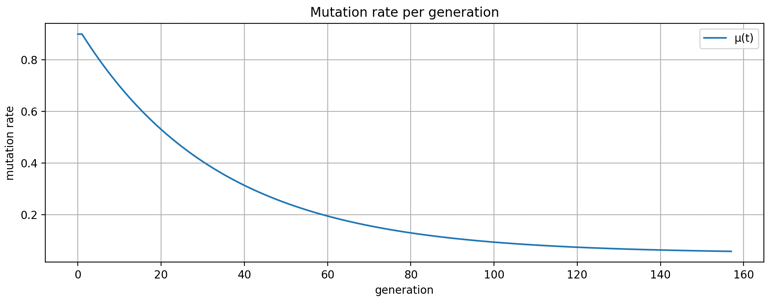 Mutation rate per generation
μ(t)
mutation rate
0.8
0.6
0.4
0.2
0 20 40 60 80 100 120 140 160
generation